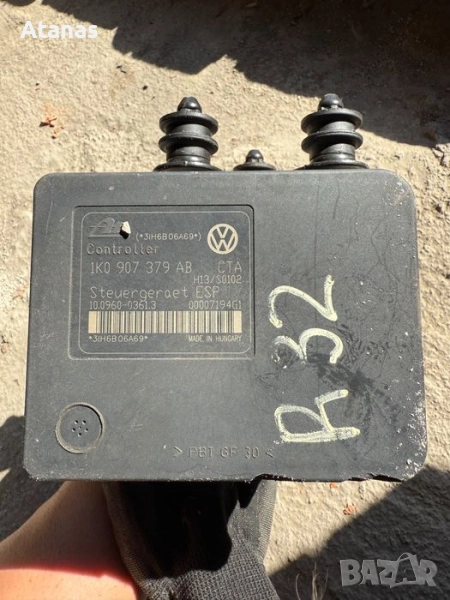 Atanas
(*3IH6B06A69*)
Controller
1K0 907 379 AB CTA
H13/S0102
Steuergeraet ESP
10.0960-0361.3 00007194G1
*3IH6B06A69*
MADE IN HUNGARY
R 32
> PBT GF 30 <
BAZAR